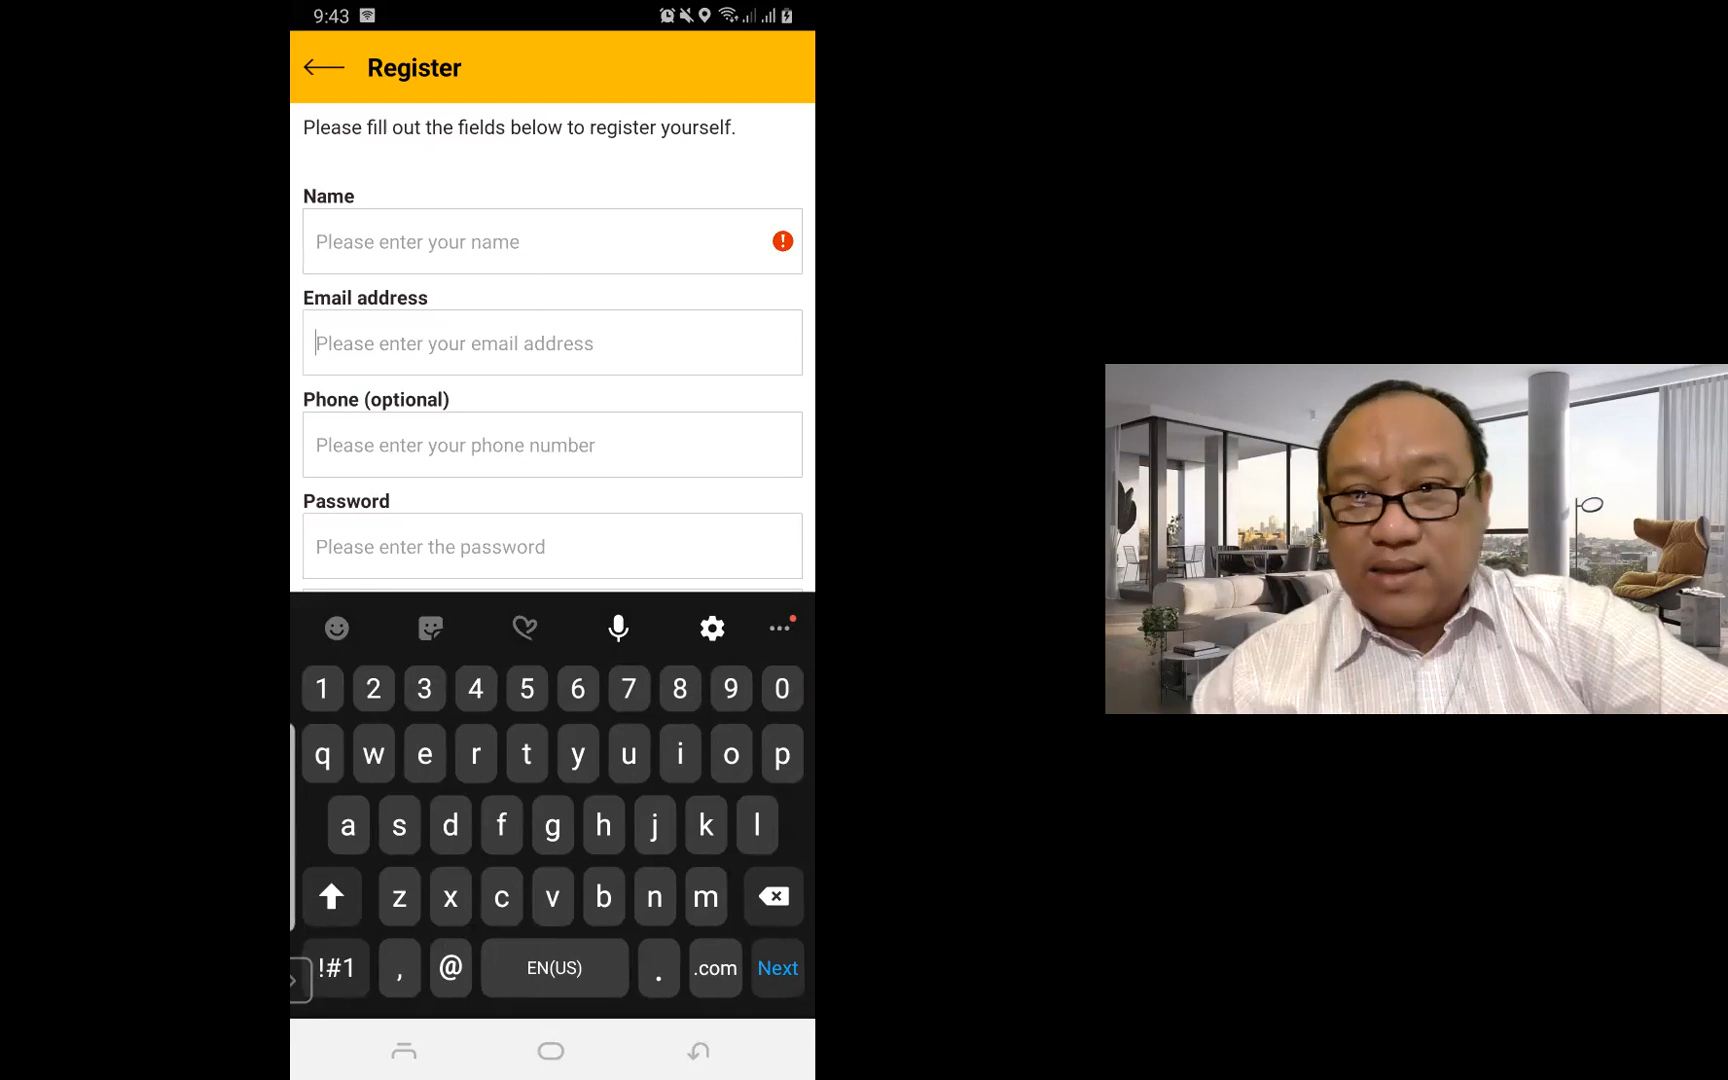 9:43
Register
Please fill out the fields below to register yourself.
Name
Please enter your name
Email address
Please enter your email address
Phone (optional)
Please enter your phone number
Password
Please enter the password
1 2 3 4 5 6 7 8 9 0
q w e r t y u i o p
a s d f g h j k l
z x c v b n m
!#1 , @ EN(US) . .com Next